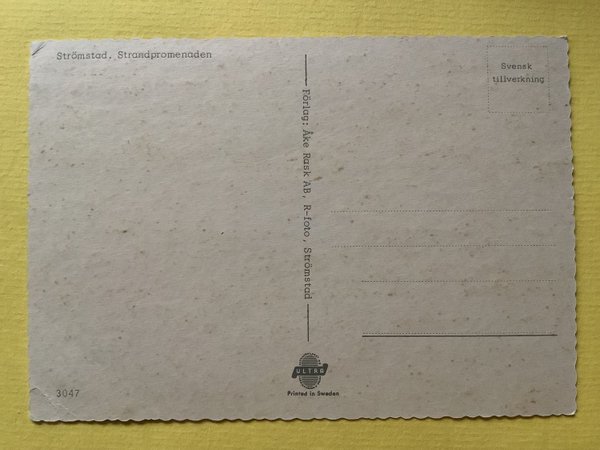 Strömstad. Strandpromenaden
Förlag: Åke Rask AB, R-foto, Strömstad
Svensk
tillverkning
3047
ULTRA
Printed in Sweden